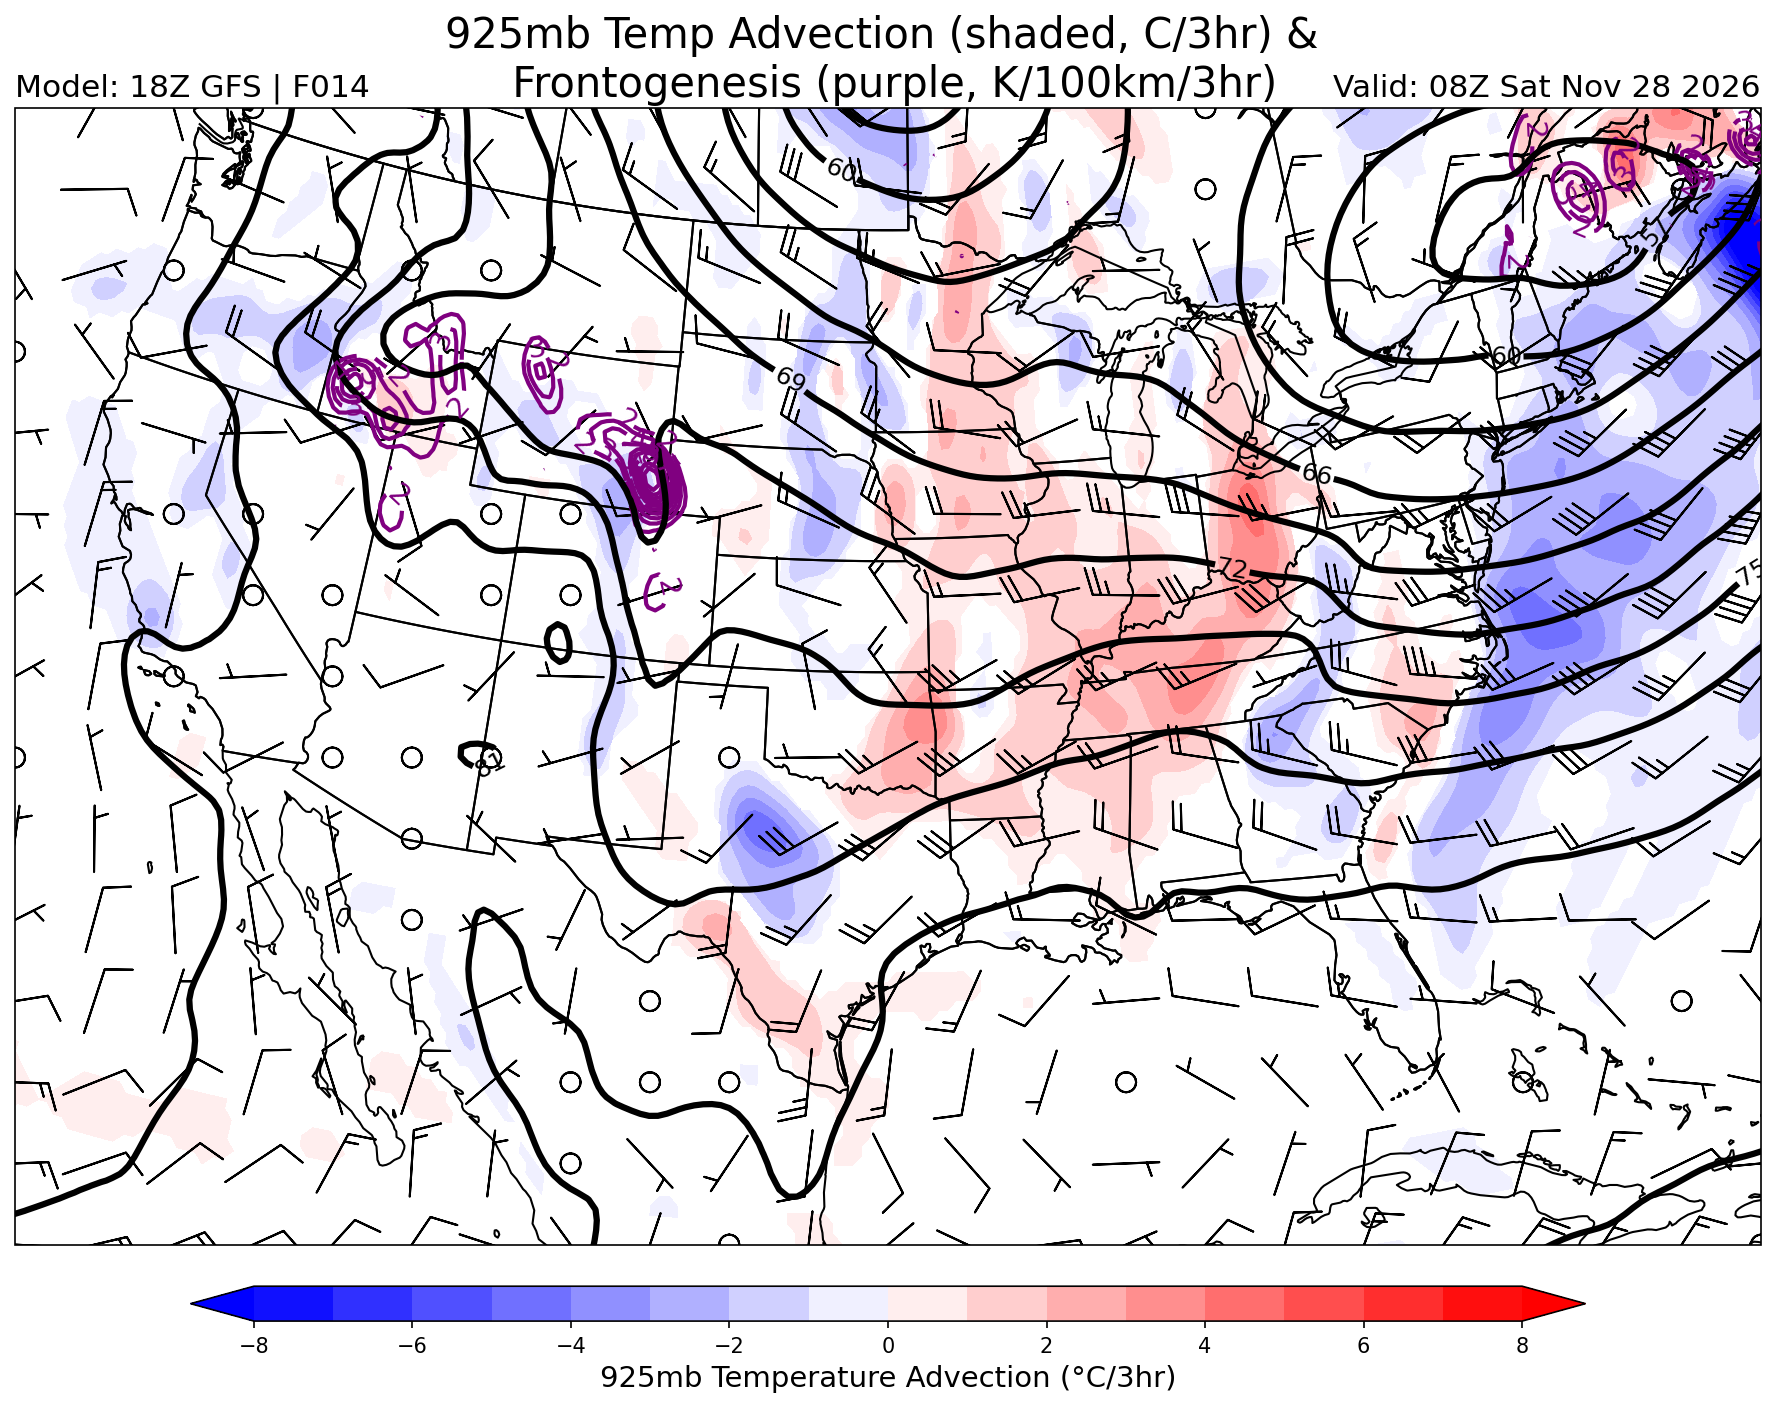 925mb Temp Advection (shaded, C/3hr) &
Model: 18Z GFS | F014
Frontogenesis (purple, K/100km/3hr)
Valid: 08Z Sat Nov 28 2026
60
60
69
66
72
75
81
−8 −6 −4 −2 0 2 4 6 8
925mb Temperature Advection (°C/3hr)